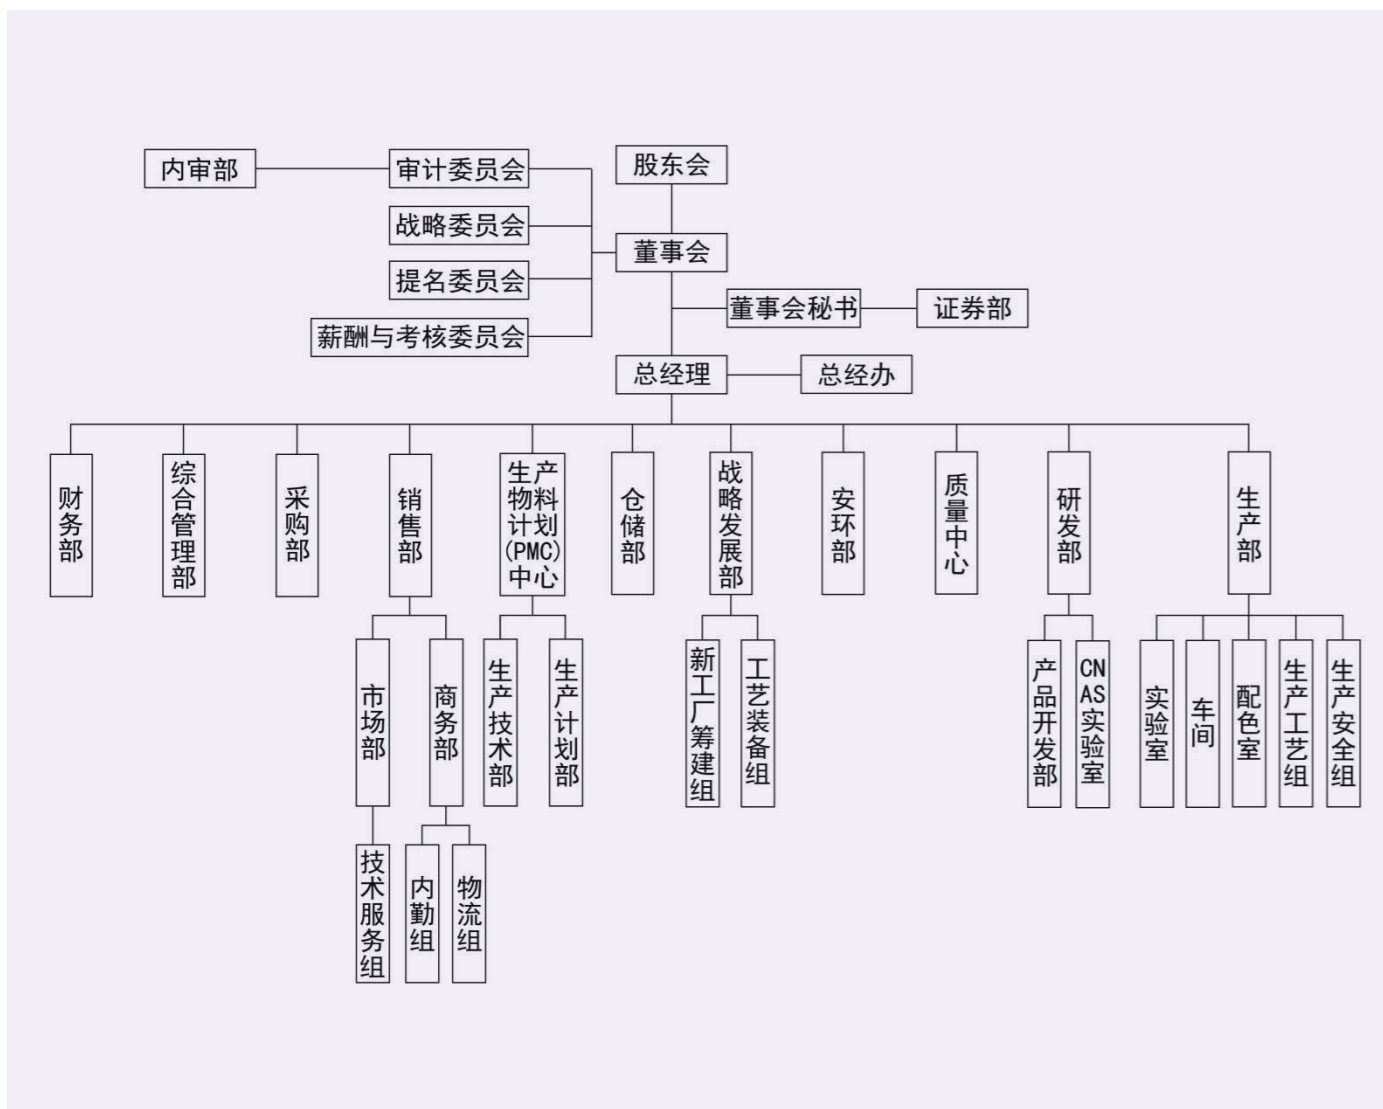 股东会
内审部
审计委员会
战略委员会
董事会
提名委员会
董事会秘书
证券部
薪酬与考核委员会
总经理
总经办
财务部
综合管理部
采购部
销售部
生产
物料
计划
(PMC)
中心
仓储部
战略发展部
安环部
质量中心
研发部
生产部
市场部
商务部
生产技术部
生产计划部
新工厂筹建组
工艺装备组
产品开发部
CNAS实验室
实验室
车间
配色室
生产工艺组
生产安全组
技术服务组
内勤组
物流组